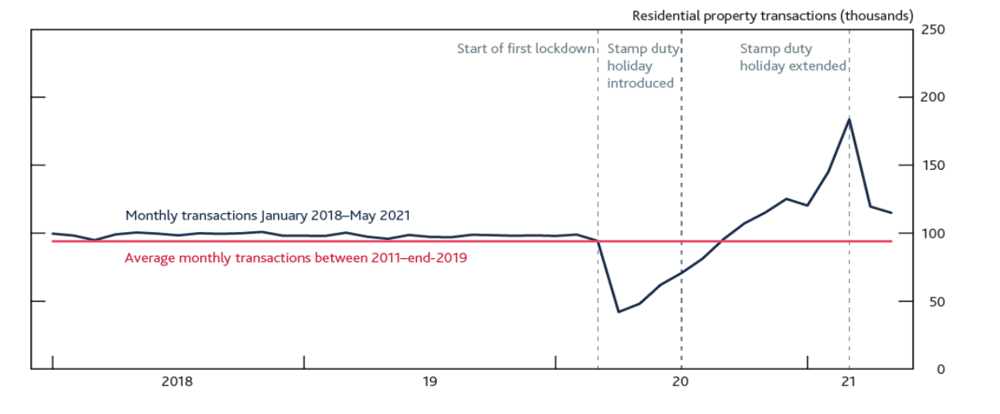 Residential property transactions (thousands)
250
Start of first lockdown
Stamp duty
holiday
introduced
Stamp duty
holiday extended
200
150
Monthly transactions January 2018–May 2021
100
Average monthly transactions between 2011–end-2019
50
0
2018
19
20
21